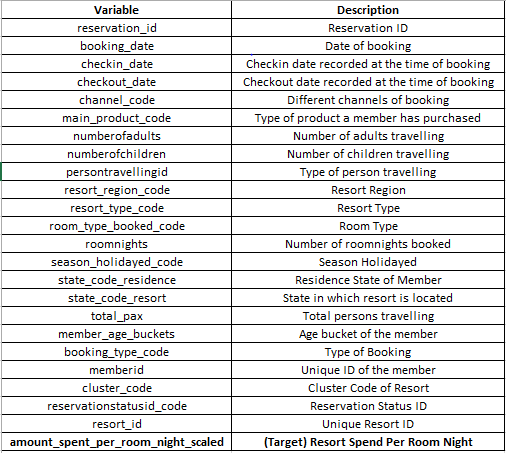 Variable Description
reservation_id Reservation ID
booking_date Date of booking
checkin_date Checkin date recorded at the time of booking
checkout_date Checkout date recorded at the time of booking
channel_code Different channels of booking
main_product_code Type of product a member has purchased
numberofadults Number of adults travelling
numberofchildren Number of children travelling
persontravellingid Type of person travelling
resort_region_code Resort Region
resort_type_code Resort Type
room_type_booked_code Room Type
roomnights Number of roomnights booked
season_holidayed_code Season Holidayed
state_code_residence Residence State of Member
state_code_resort State in which resort is located
total_pax Total persons travelling
member_age_buckets Age bucket of the member
booking_type_code Type of Booking
memberid Unique ID of the member
cluster_code Cluster Code of Resort
reservationstatusid_code Reservation Status ID
resort_id Unique Resort ID
amount_spent_per_room_night_scaled (Target) Resort Spend Per Room Night